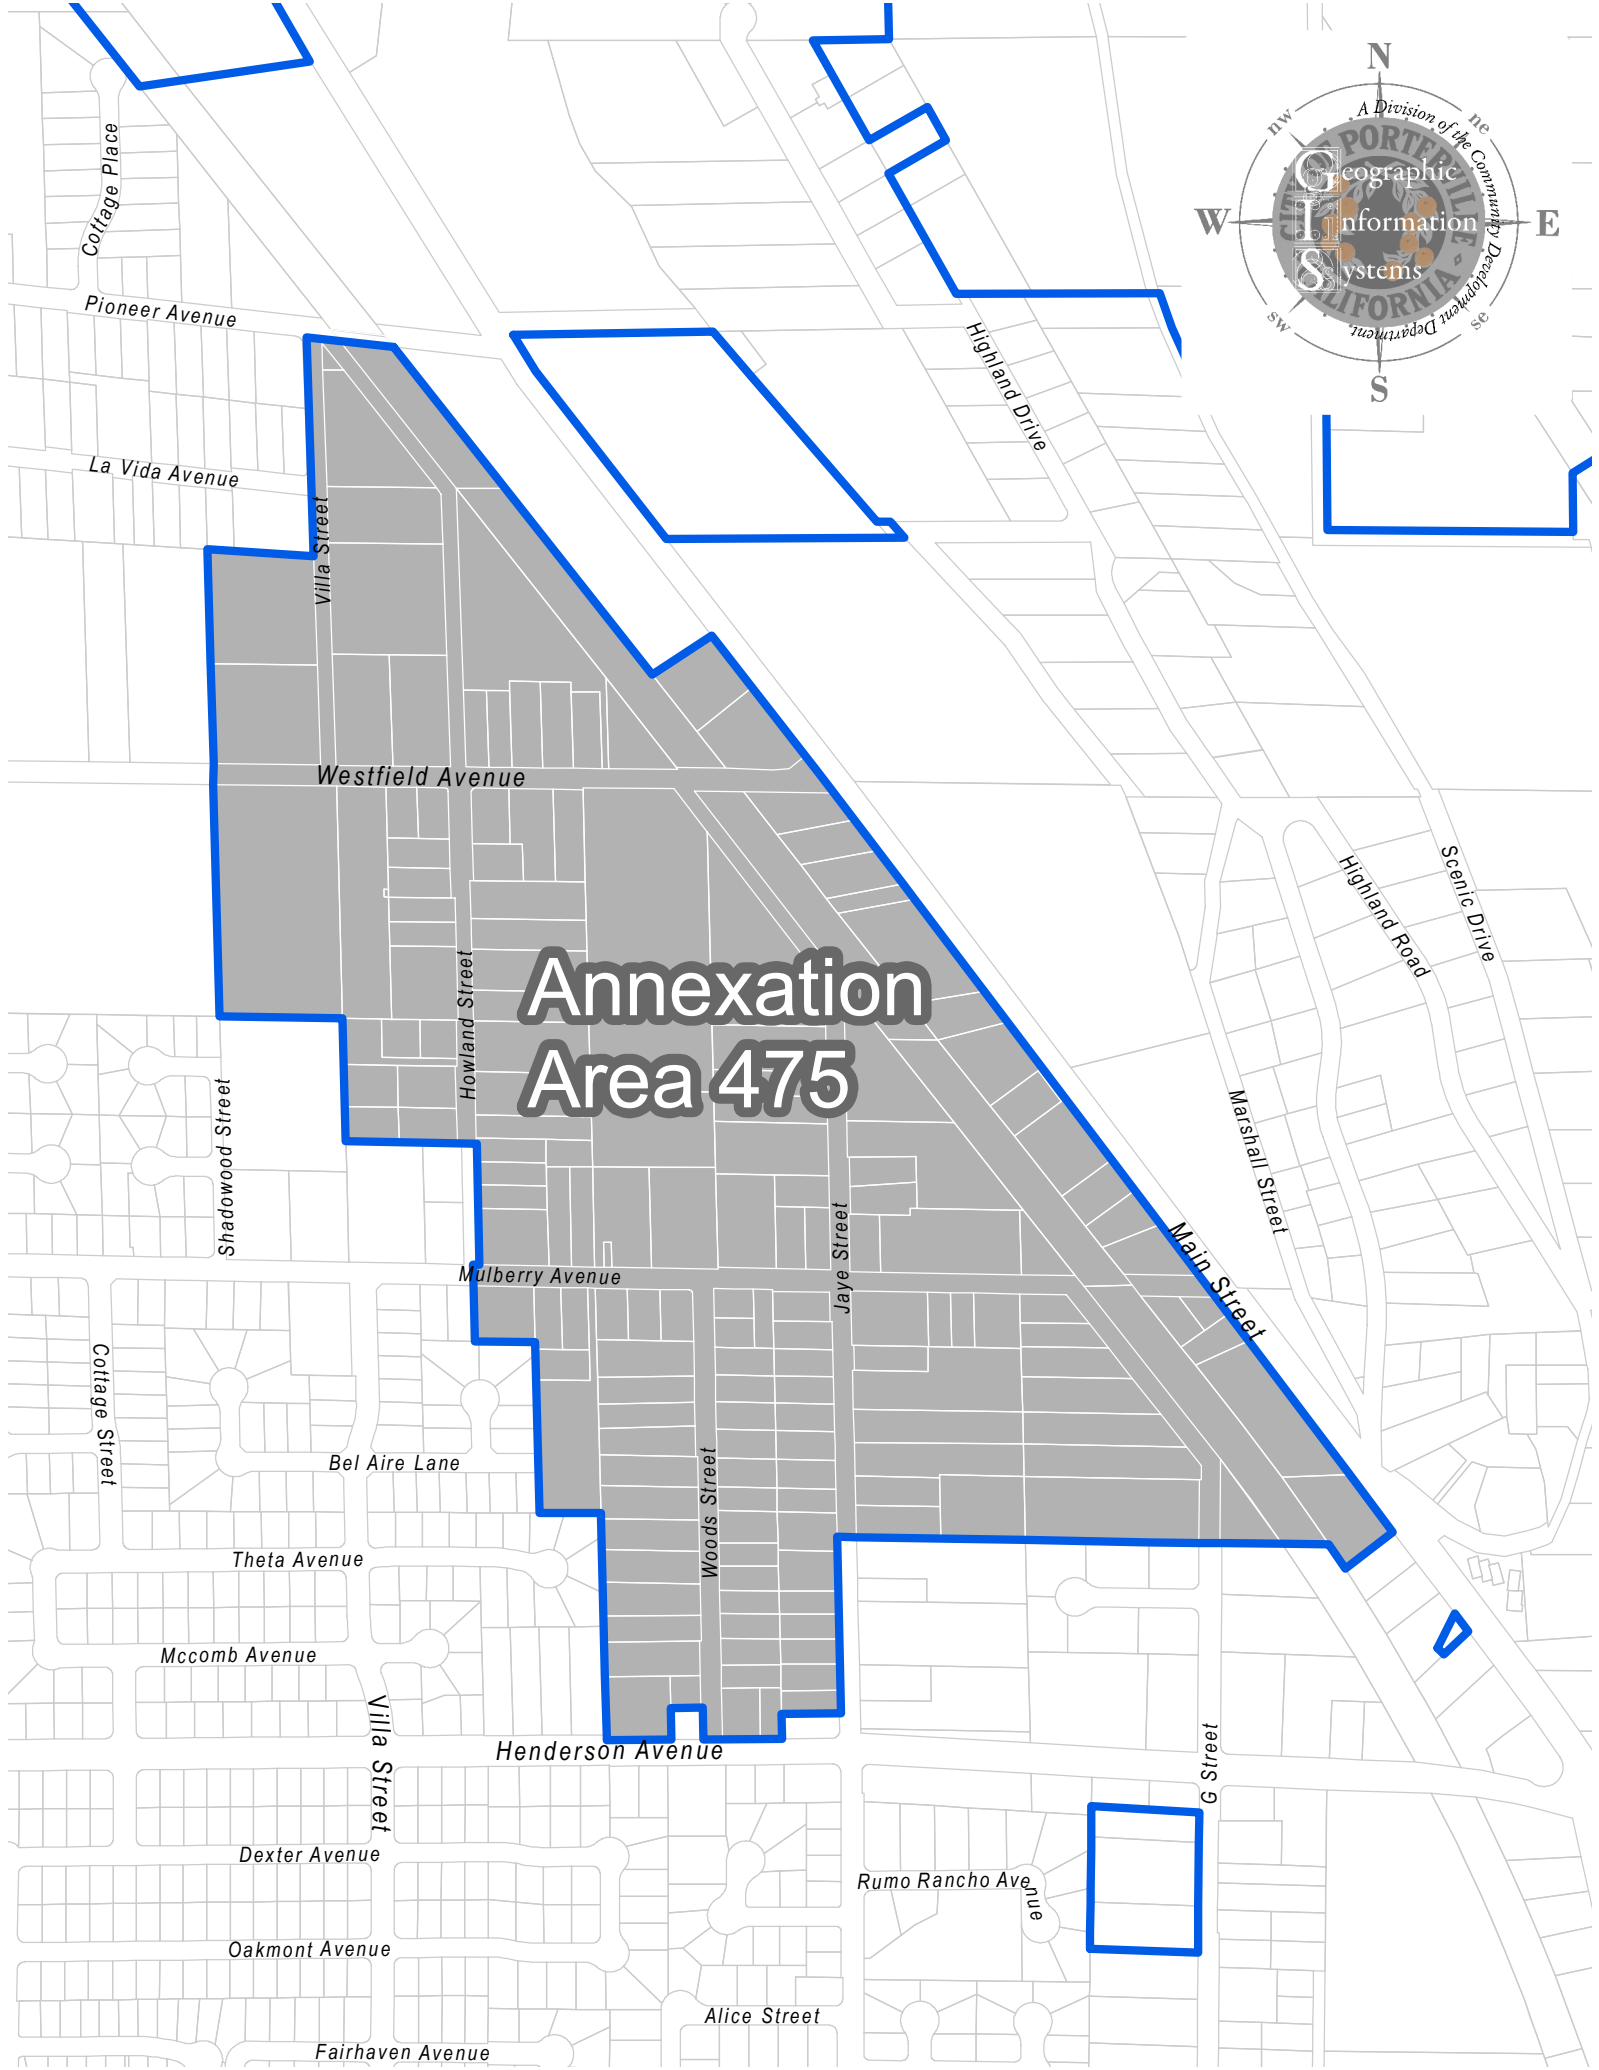 N
nw
ne
W
E
sw
se
S
A Division of the Community Development Department
CITY OF PORTERVILLE
CALIFORNIA
Geographic
Information
Systems
Cottage Place
Pioneer Avenue
Highland Drive
La Vida Avenue
Villa Street
Westfield Avenue
Highland Road
Scenic Drive
Howland Street
Annexation
Area 475
Shadowood Street
Marshall Street
Jaye Street
Main Street
Mulberry Avenue
Cottage Street
Bel Aire Lane
Woods Street
Theta Avenue
Mccomb Avenue
Villa Street
Henderson Avenue
G Street
Dexter Avenue
Rumo Rancho Avenue
Oakmont Avenue
Alice Street
Fairhaven Avenue